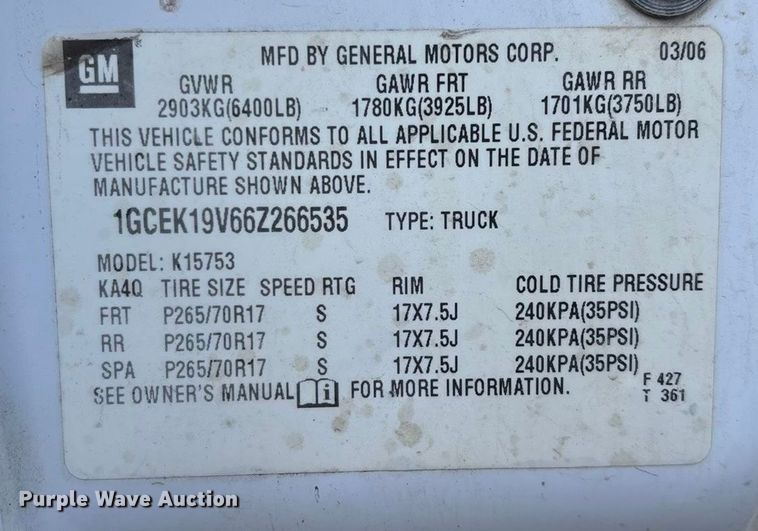 GM
MFD BY GENERAL MOTORS CORP. 03/06
GVWR GAWR FRT GAWR RR
2903KG(6400LB) 1780KG(3925LB) 1701KG(3750LB)
THIS VEHICLE CONFORMS TO ALL APPLICABLE U.S. FEDERAL MOTOR
VEHICLE SAFETY STANDARDS IN EFFECT ON THE DATE OF
MANUFACTURE SHOWN ABOVE.
1GCEK19V66Z266535 TYPE: TRUCK
MODEL: K15753
KA4Q TIRE SIZE SPEED RTG RIM COLD TIRE PRESSURE
FRT P265/70R17 S 17X7.5J 240KPA(35PSI)
RR P265/70R17 S 17X7.5J 240KPA(35PSI)
SPA P265/70R17 S 17X7.5J 240KPA(35PSI)
SEE OWNER'S MANUAL i FOR MORE INFORMATION.
F 427
T 361
Purple Wave Auction